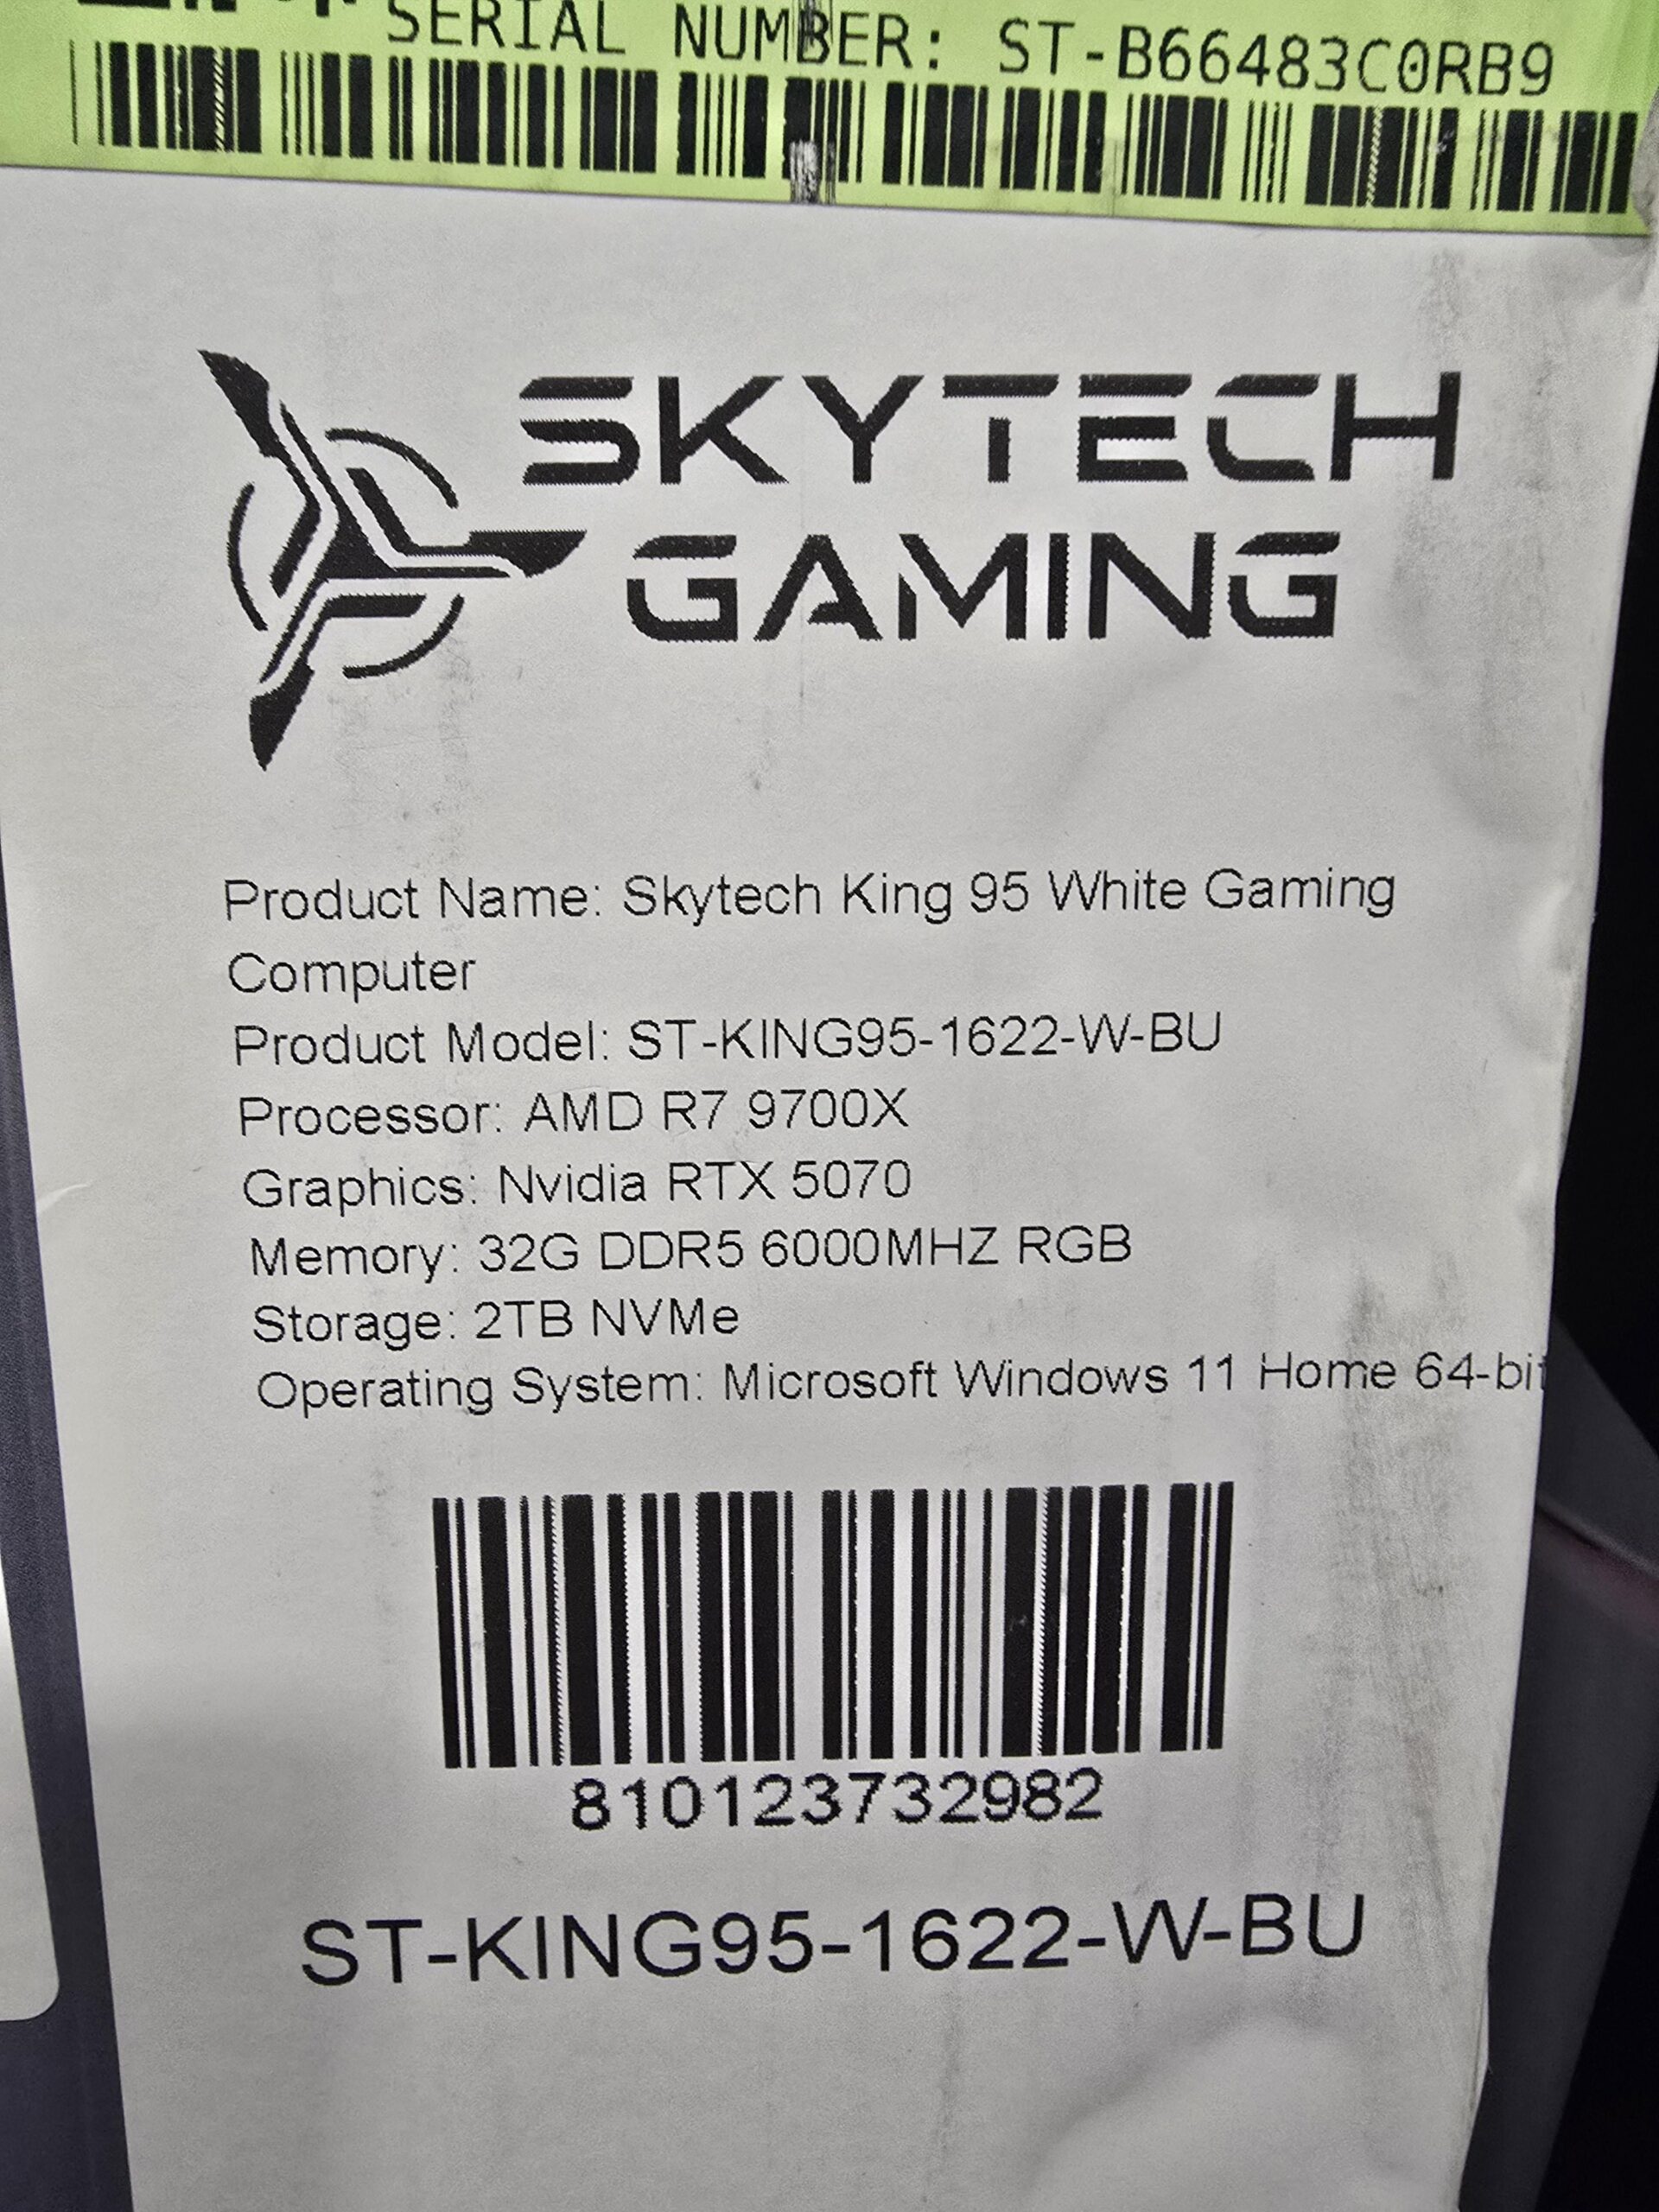 SERIAL NUMBER: ST-B66483C0RB9
SKYTECH
GAMING
Product Name: Skytech King 95 White Gaming
Computer
Product Model: ST-KING95-1622-W-BU
Processor: AMD R7 9700X
Graphics: Nvidia RTX 5070
Memory: 32G DDR5 6000MHZ RGB
Storage: 2TB NVMe
Operating System: Microsoft Windows 11 Home 64-bit
810123732982
ST-KING95-1622-W-BU